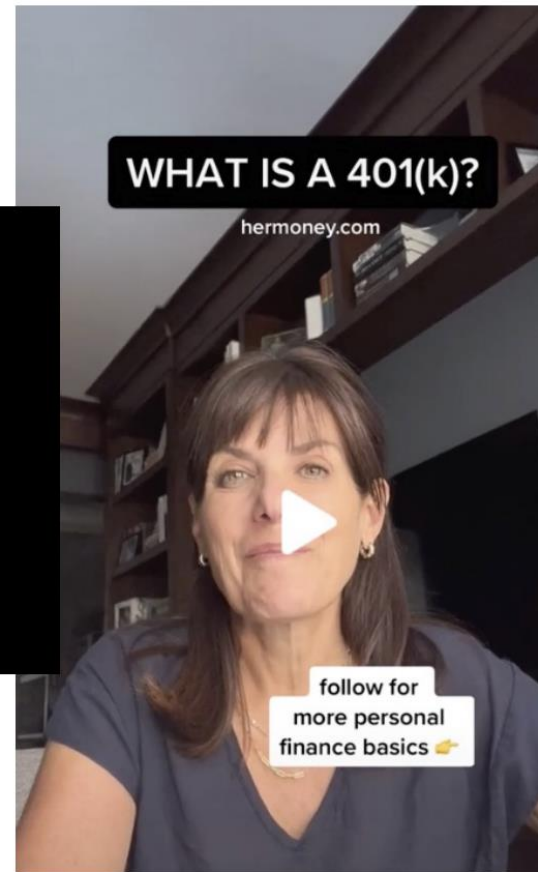 WHAT IS A 401(k)?
hermoney.com
follow for
more personal
finance basics 👉